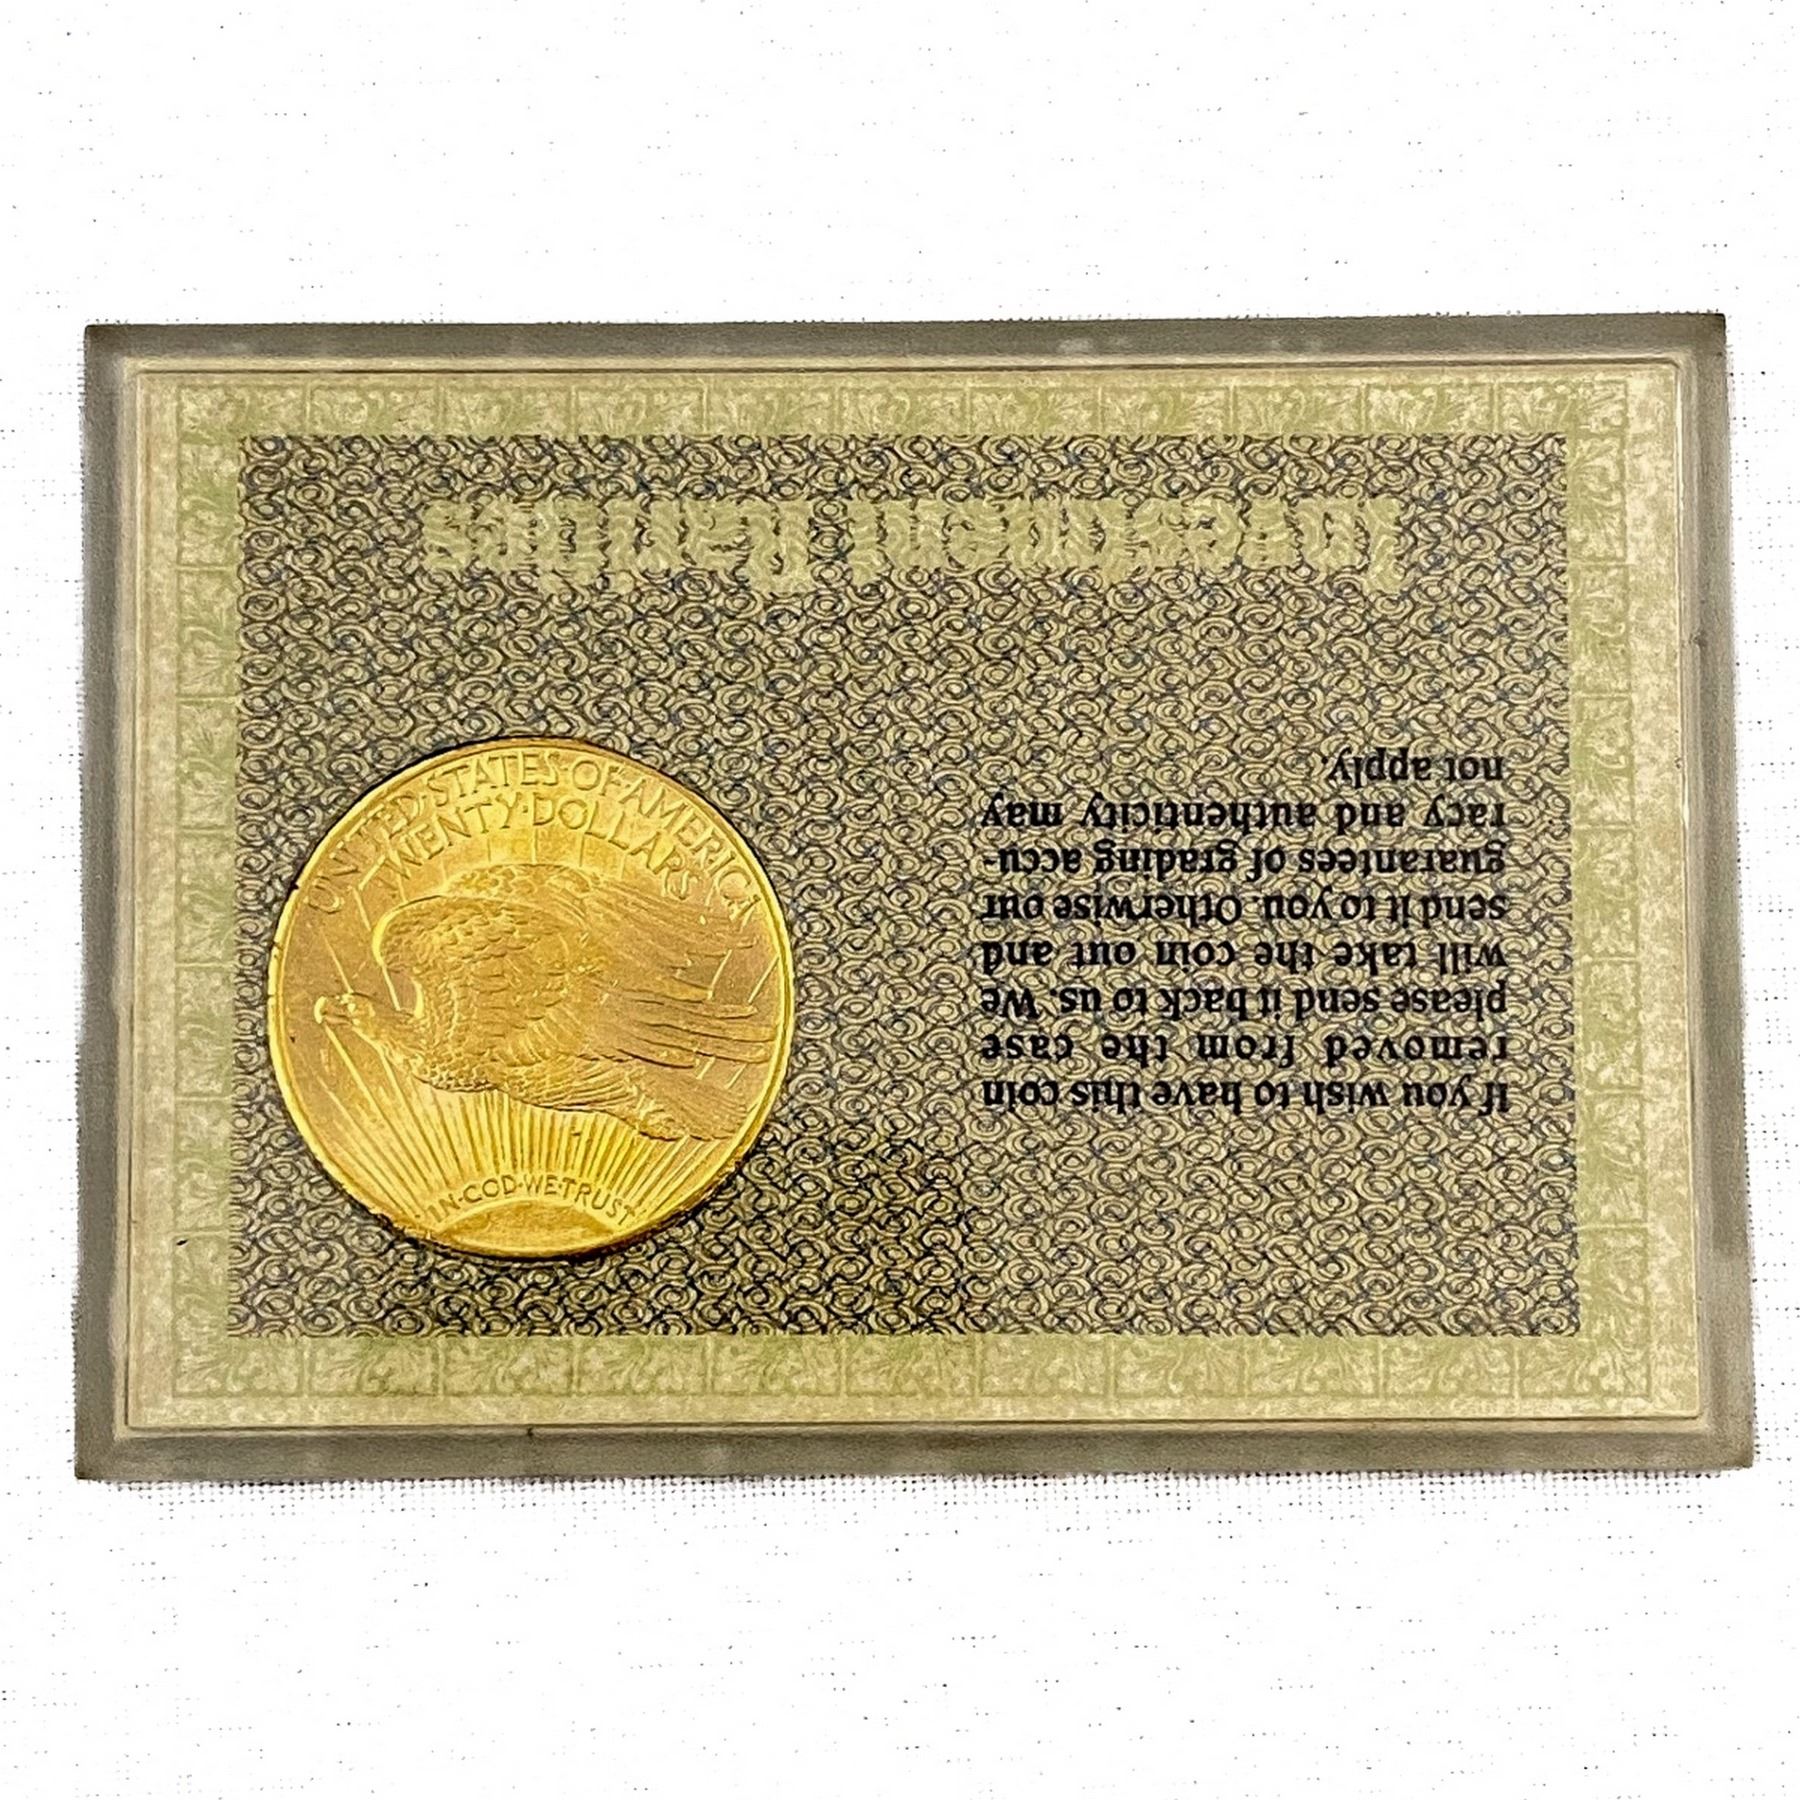 UNITED·STATES·OF·AMERICA
TWENTY·DOLLARS
IN·GOD·WE·TRUST
If you wish to have this coin
removed from the case
please send it back to us. We
will take the coin out and
send it to you. Otherwise our
guarantees of grading accu-
racy and authenticity may
not apply.